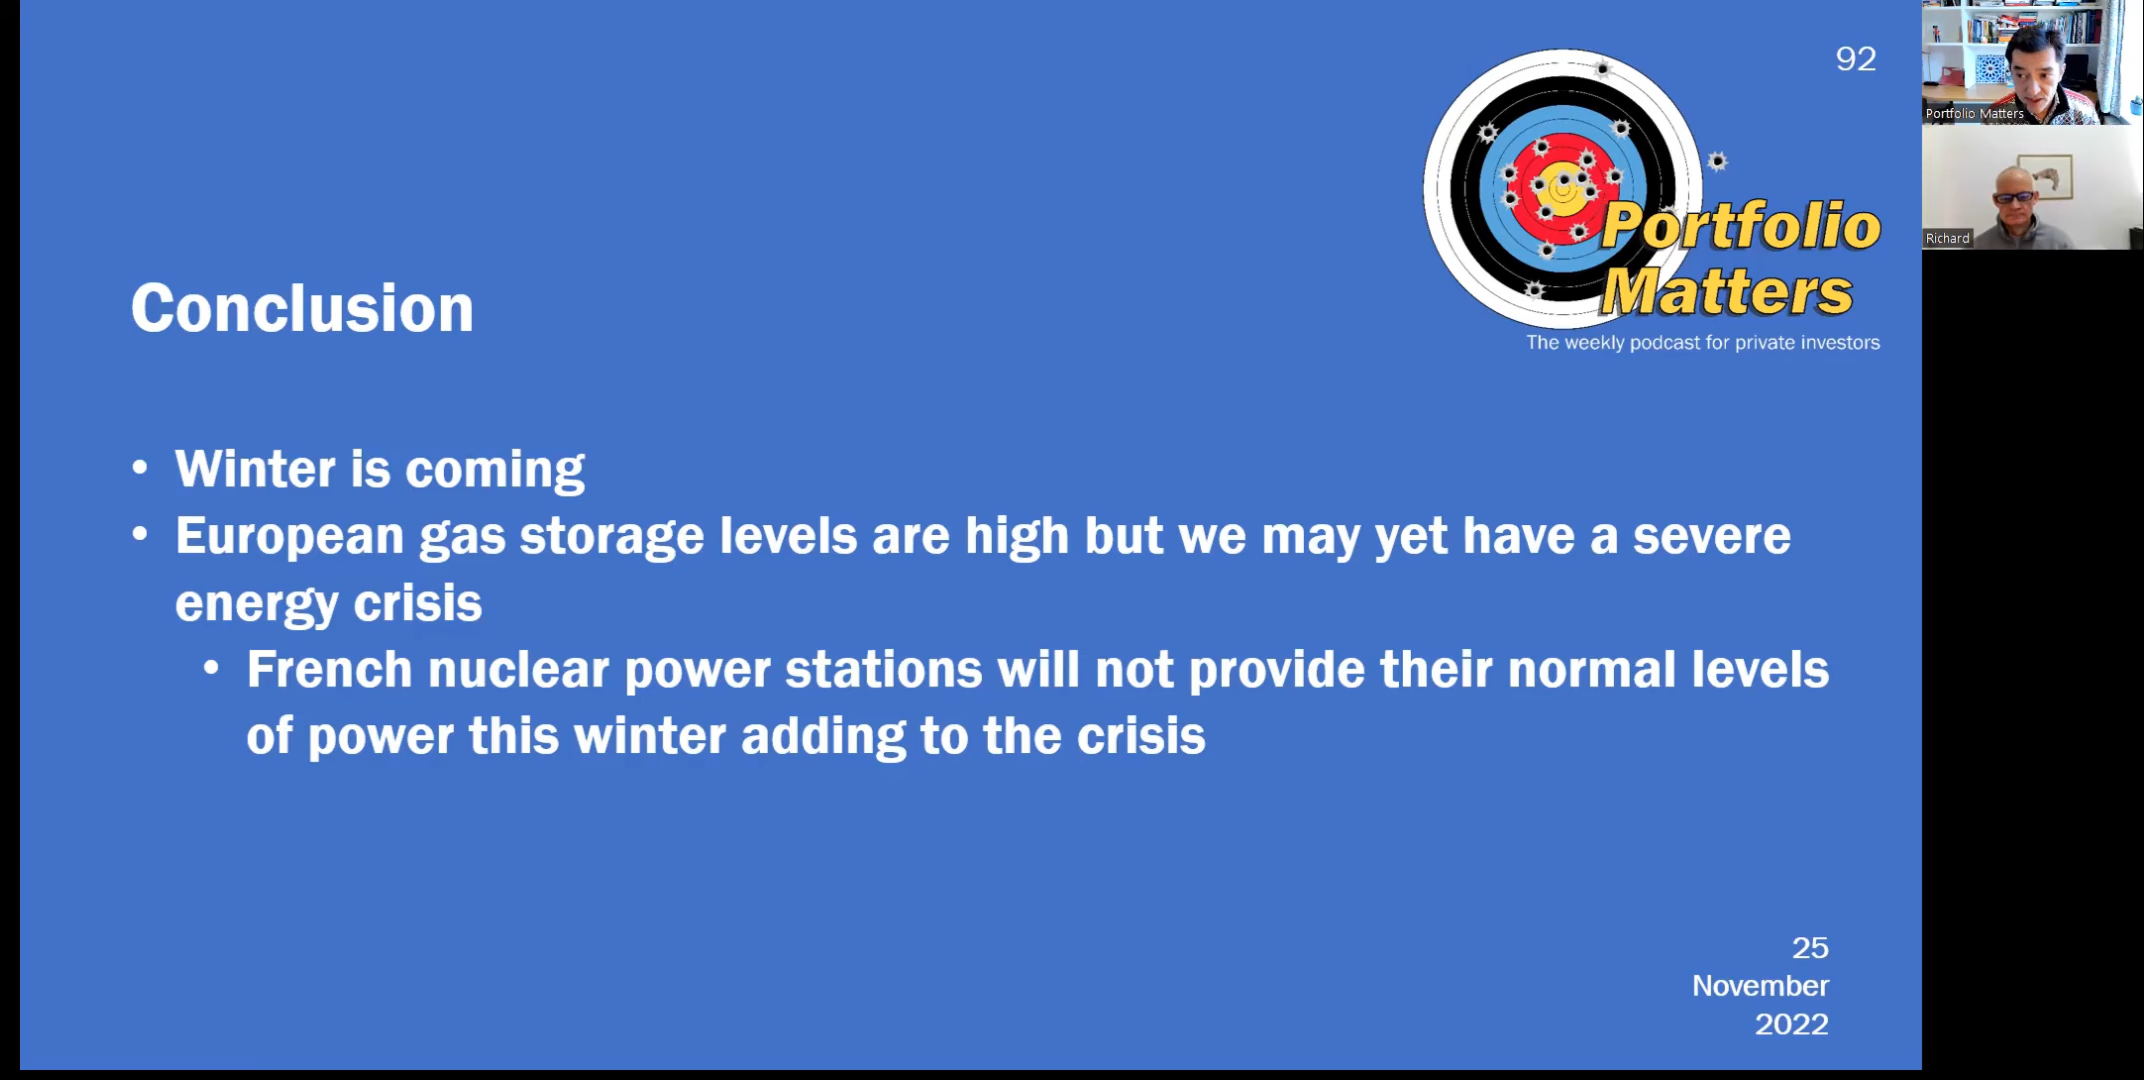 92
Portfolio
Matters
The weekly podcast for private investors
Conclusion
• Winter is coming
• European gas storage levels are high but we may yet have a severe
energy crisis
• French nuclear power stations will not provide their normal levels
of power this winter adding to the crisis
25
November
2022
Portfolio Matters
Richard